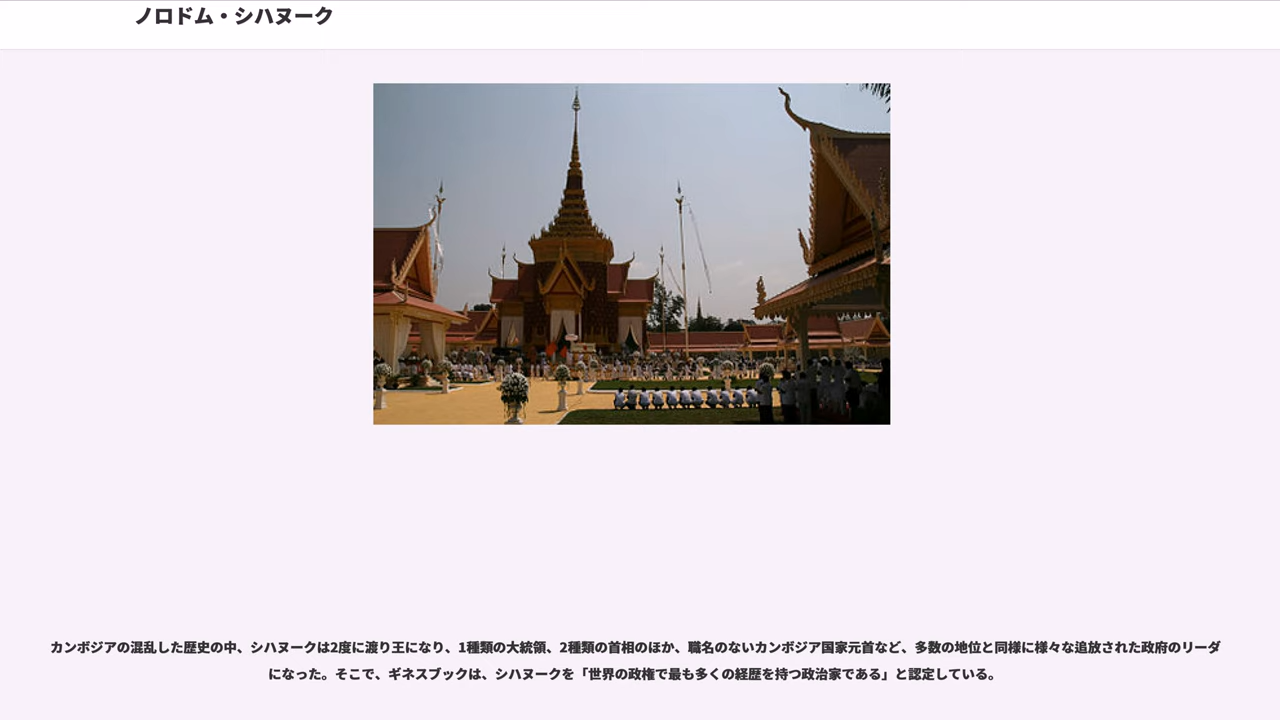 ノロドム・シハヌーク
カンボジアの混乱した歴史の中、シハヌークは2度に渡り王になり、1種類の大統領、2種類の首相のほか、職名のないカンボジア国家元首など、多数の地位と同様に様々な追放された政府のリーダ
になった。そこで、ギネスブックは、シハヌークを「世界の政権で最も多くの経歴を持つ政治家である」と認定している。